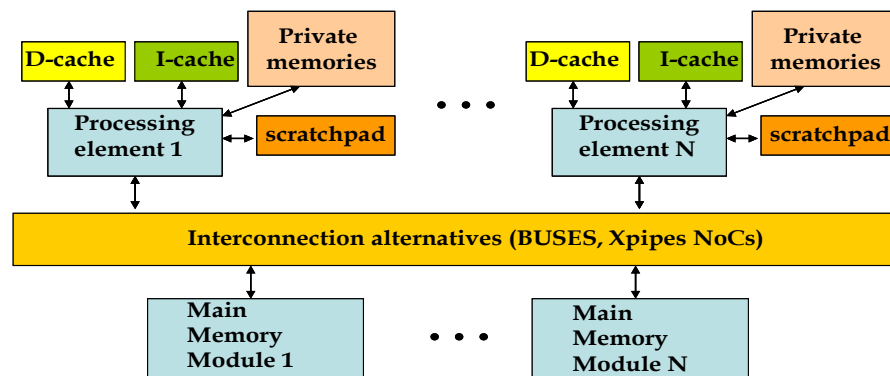 D-cache
I-cache
Private
memories
Processing
element 1
scratchpad
• • •
D-cache
I-cache
Private
memories
Processing
element N
scratchpad
Interconnection alternatives (BUSES, Xpipes NoCs)
Main
Memory
Module 1
• • •
Main
Memory
Module N